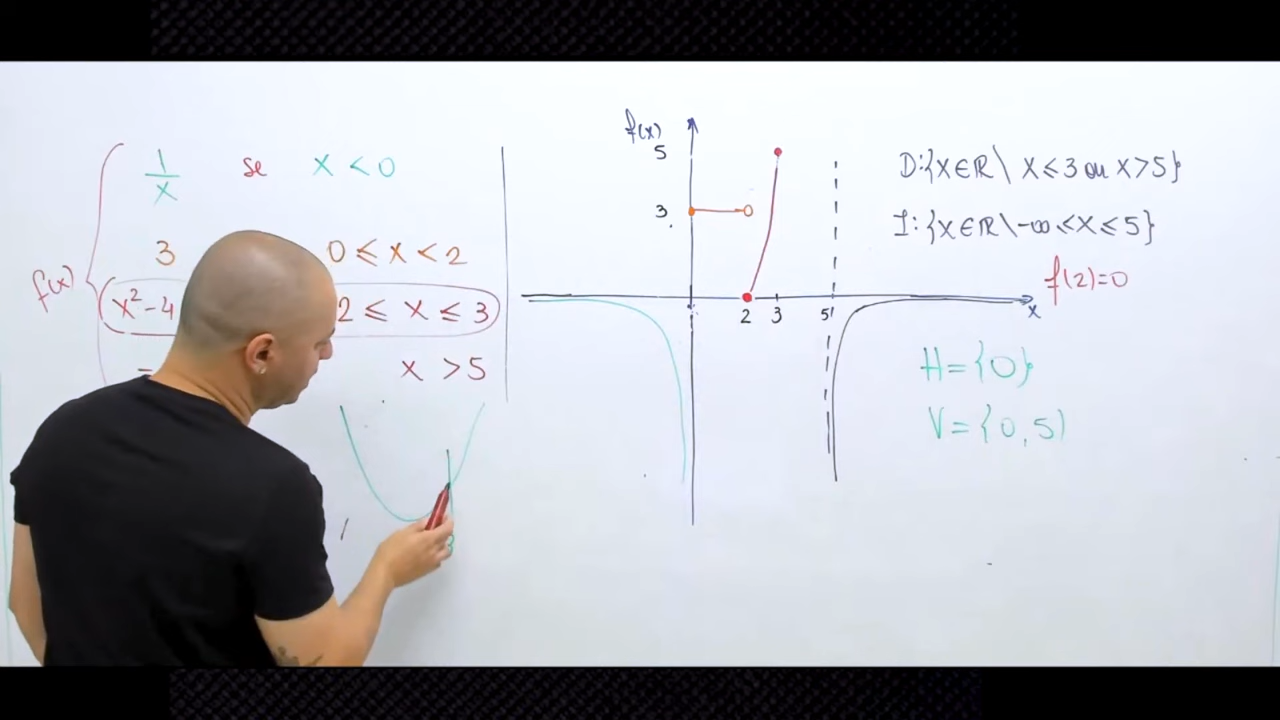 1/x se x < 0
3 0 ≤ x < 2
f(x) { x² - 4 2 ≤ x ≤ 3
- x > 5
f(x)
5
3
2 3 5
x
D:{x∈R\ x≤3 ou x>5}
I:{x∈R\-∞<x≤5}
f(2)=0
H={0}
V={0,5}